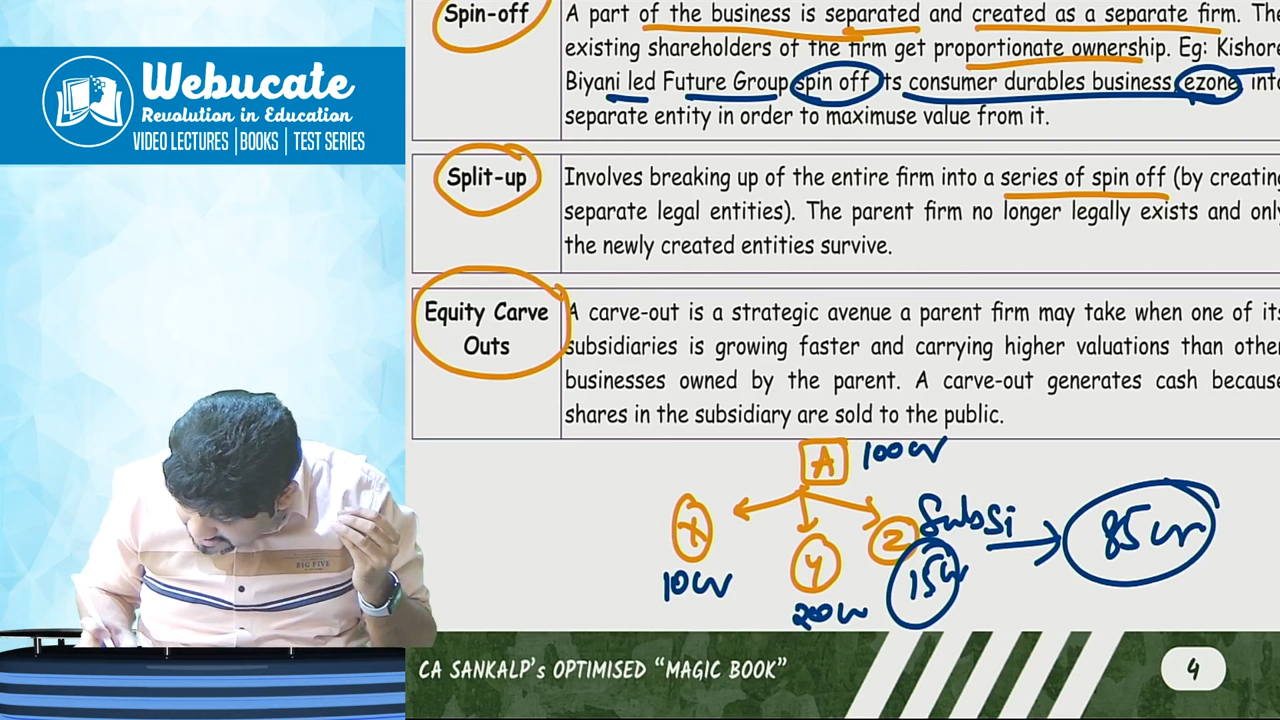 Webucate
Revolution in Education
VIDEO LECTURES | BOOKS | TEST SERIES
Spin-off
A part of the business is separated and created as a separate firm. The
existing shareholders of the firm get proportionate ownership. Eg: Kishore
Biyani led Future Group spin off its consumer durables business ezone into
separate entity in order to maximuse value from it.
Split-up
Involves breaking up of the entire firm into a series of spin off (by creating
separate legal entities). The parent firm no longer legally exists and only
the newly created entities survive.
Equity Carve
Outs
A carve-out is a strategic avenue a parent firm may take when one of its
subsidiaries is growing faster and carrying higher valuations than other
businesses owned by the parent. A carve-out generates cash because
shares in the subsidiary are sold to the public.
A 100cr
X Y Z Subsi → 85cr
10cr 20cr 15cr
BIG FIVE
CA SANKALP's OPTIMISED "MAGIC BOOK"
4